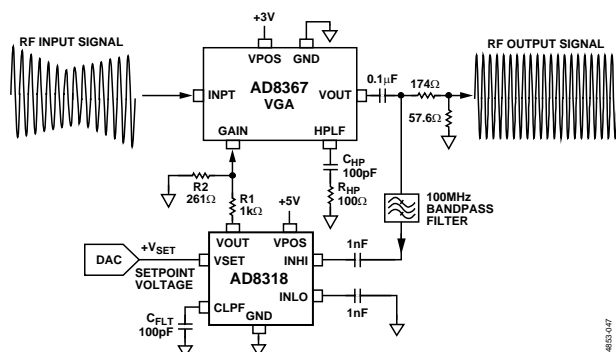 +3V
RF INPUT SIGNAL
RF OUTPUT SIGNAL
VPOS GND
AD8367
VGA
INPT
VOUT
GAIN
HPLF
0.1µF
174Ω
57.6Ω
CHP
100pF
RHP
100Ω
R2
261Ω
R1
1kΩ
+5V
100MHz
BANDPASS
FILTER
VOUT VPOS
AD8318
VSET
INHI
INLO
CLPF
GND
1nF
1nF
DAC
+VSET
SETPOINT
VOLTAGE
CFLT
100pF
4853-047